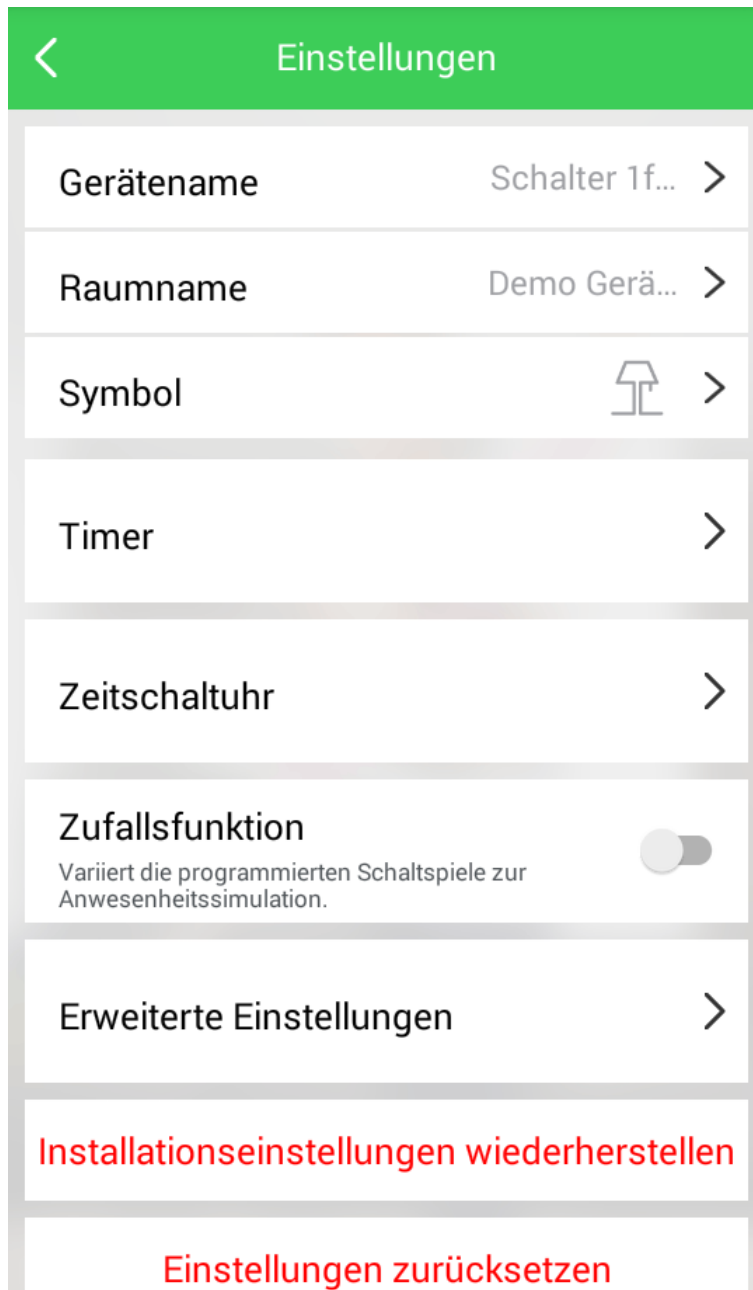 Einstellungen
Gerätename Schalter 1f...
Raumname Demo Gerä...
Symbol
Timer
Zeitschaltuhr
Zufallsfunktion
Variiert die programmierten Schaltspiele zur
Anwesenheitssimulation.
Erweiterte Einstellungen
Installationseinstellungen wiederherstellen
Einstellungen zurücksetzen